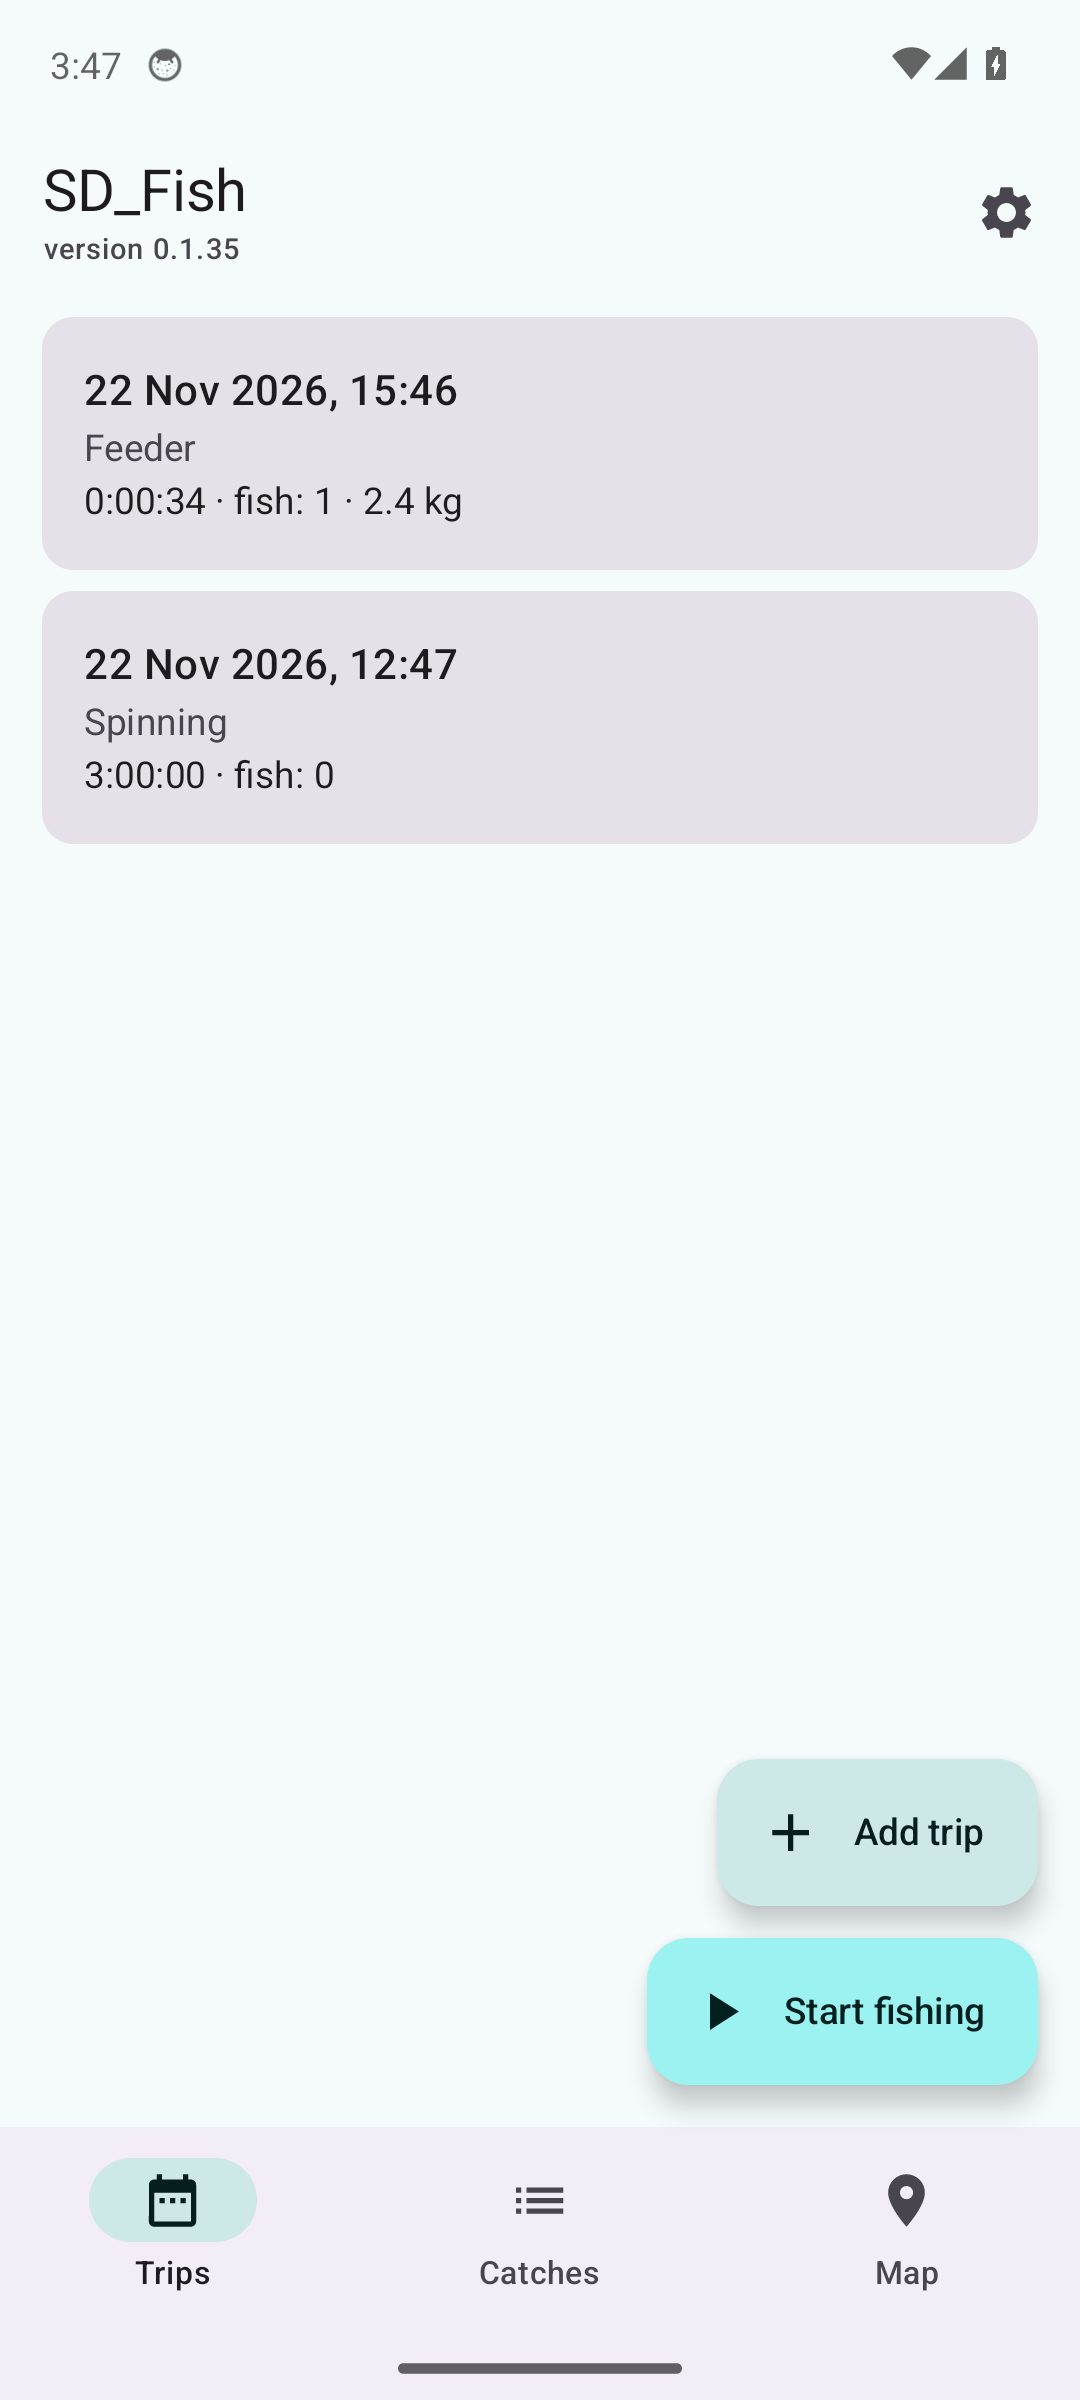 3:47
SD_Fish
version 0.1.35
22 Nov 2026, 15:46
Feeder
0:00:34 · fish: 1 · 2.4 kg
22 Nov 2026, 12:47
Spinning
3:00:00 · fish: 0
Add trip
Start fishing
Trips
Catches
Map